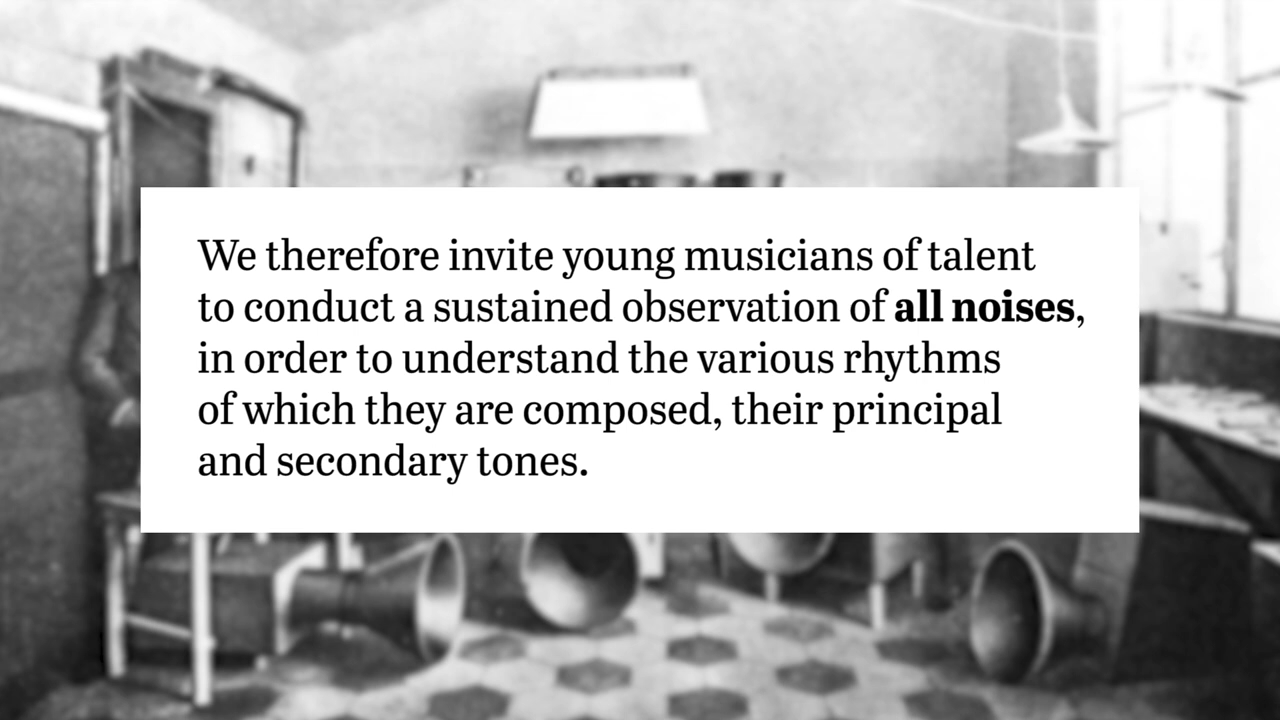 We therefore invite young musicians of talent
to conduct a sustained observation of all noises,
in order to understand the various rhythms
of which they are composed, their principal
and secondary tones.